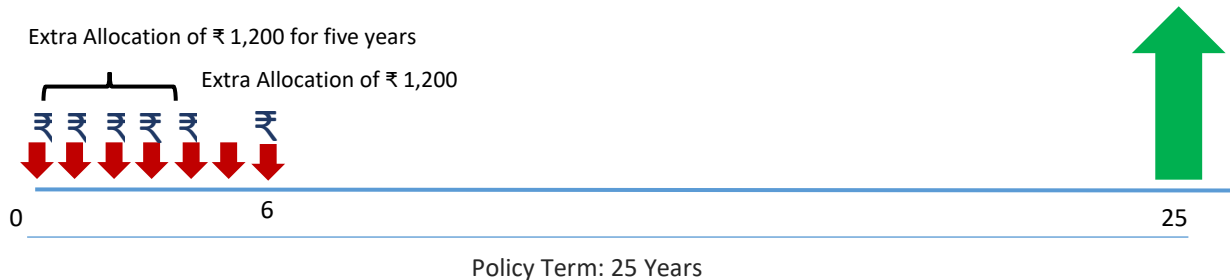 Extra Allocation of ₹ 1,200 for five years
Extra Allocation of ₹ 1,200
₹ ₹ ₹ ₹ ₹ ₹
0 6 25
Policy Term: 25 Years